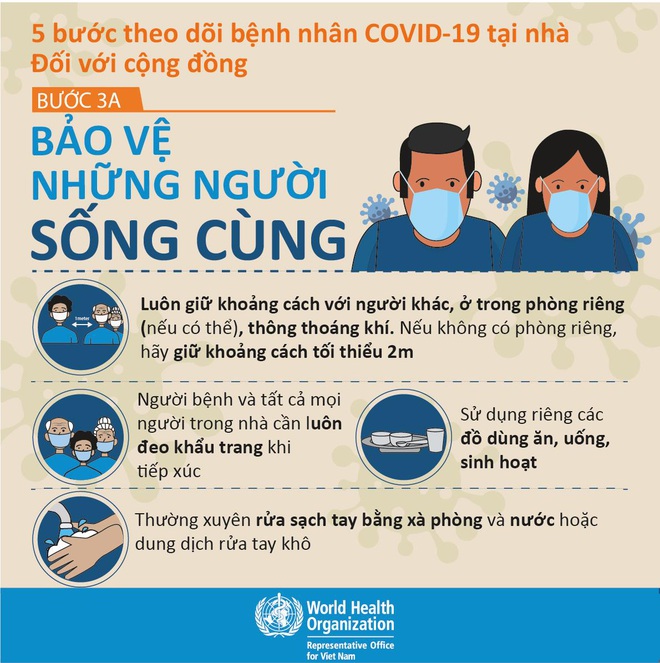 5 bước theo dõi bệnh nhân COVID-19 tại nhà
Đối với cộng đồng
BƯỚC 3A
BẢO VỆ
NHỮNG NGƯỜI
SỐNG CÙNG
1meter
Luôn giữ khoảng cách với người khác, ở trong phòng riêng
(nếu có thể), thông thoáng khí. Nếu không có phòng riêng,
hãy giữ khoảng cách tối thiểu 2m
Người bệnh và tất cả mọi
người trong nhà cần luôn
đeo khẩu trang khi
tiếp xúc
Sử dụng riêng các
đồ dùng ăn, uống,
sinh hoạt
Thường xuyên rửa sạch tay bằng xà phòng và nước hoặc
dung dịch rửa tay khô
World Health
Organization
Representative Office
for Viet Nam